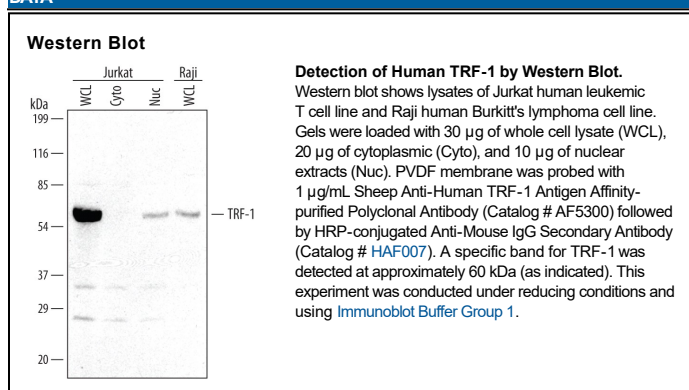 DATA
Western Blot
Jurkat Raji
WCL Cyto Nuc WCL
kDa
199
116
85
54
37
29
20
TRF-1
Detection of Human TRF-1 by Western Blot.
Western blot shows lysates of Jurkat human leukemic
T cell line and Raji human Burkitt's lymphoma cell line.
Gels were loaded with 30 µg of whole cell lysate (WCL),
20 µg of cytoplasmic (Cyto), and 10 µg of nuclear
extracts (Nuc). PVDF membrane was probed with
1 µg/mL Sheep Anti-Human TRF-1 Antigen Affinity-
purified Polyclonal Antibody (Catalog # AF5300) followed
by HRP-conjugated Anti-Mouse IgG Secondary Antibody
(Catalog # HAF007). A specific band for TRF-1 was
detected at approximately 60 kDa (as indicated). This
experiment was conducted under reducing conditions and
using Immunoblot Buffer Group 1.